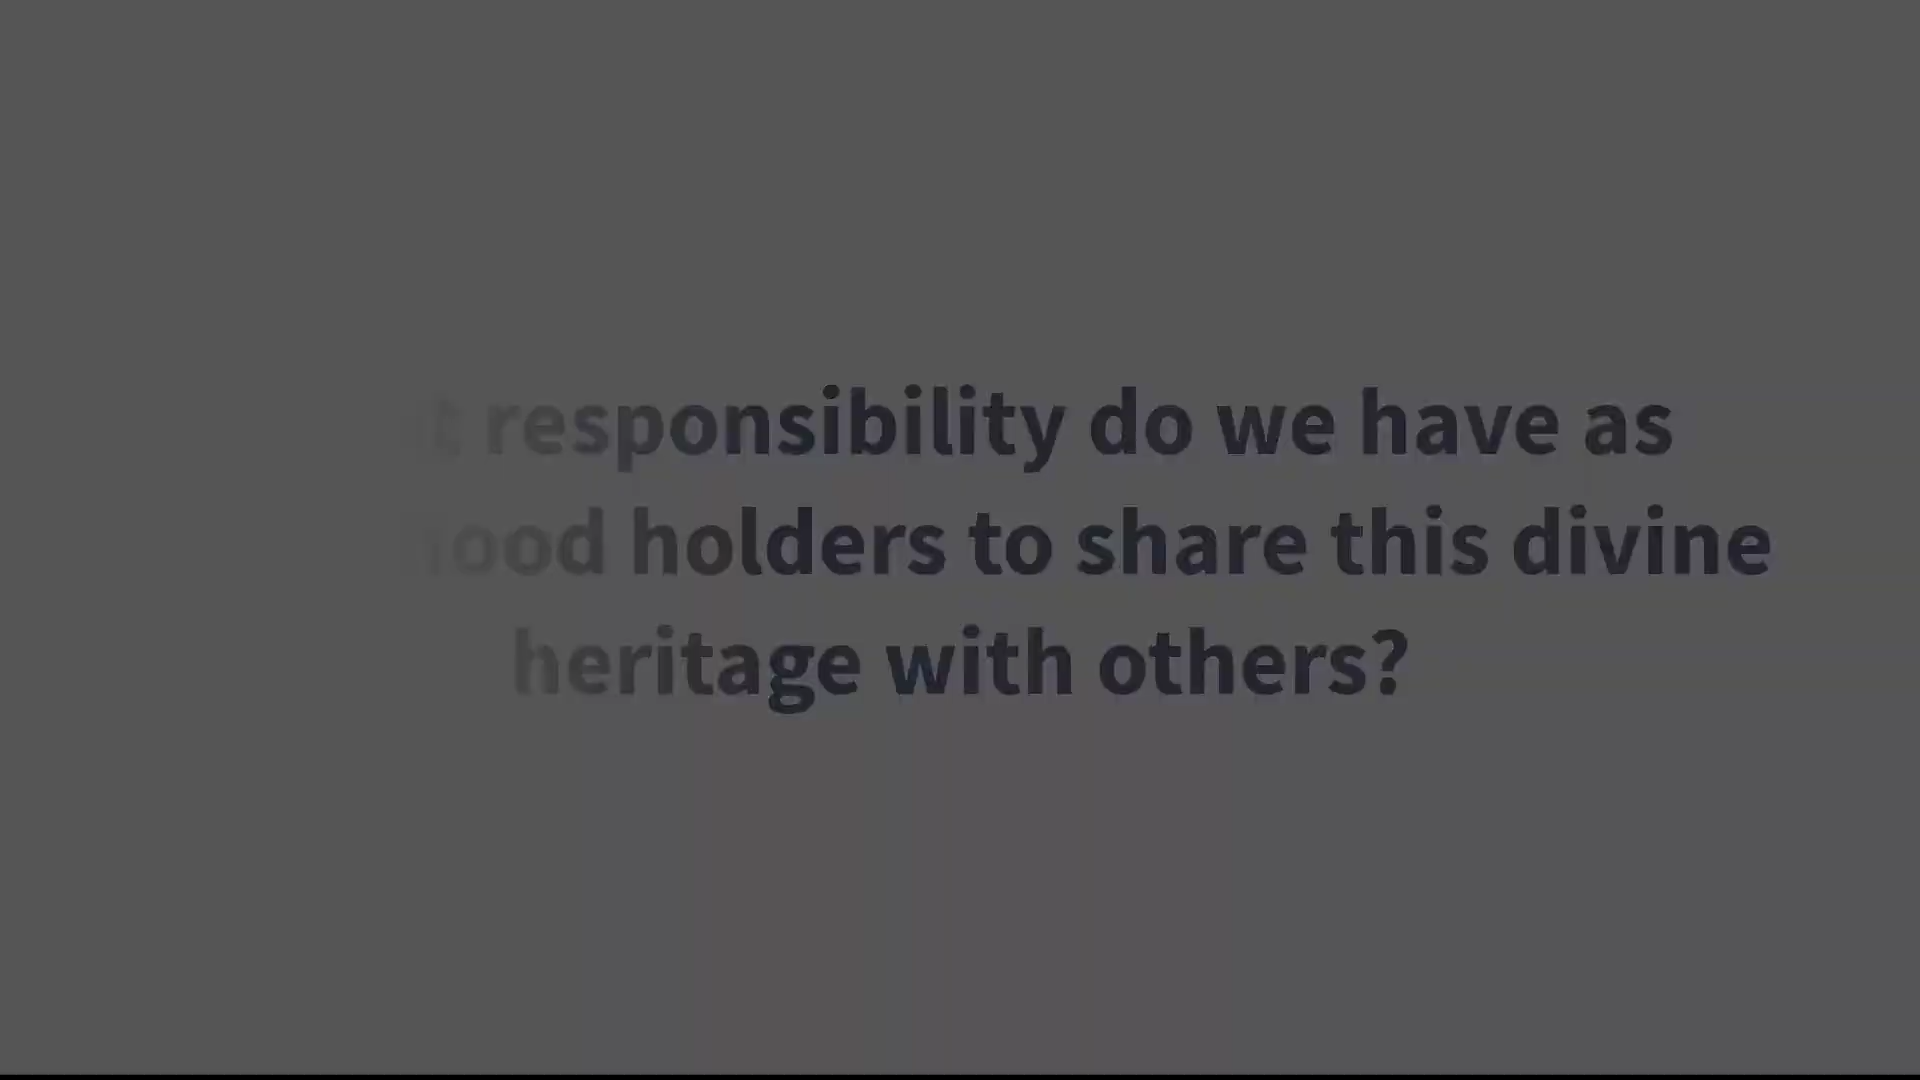 responsibility do we have as
holders to share this divine
heritage with others?